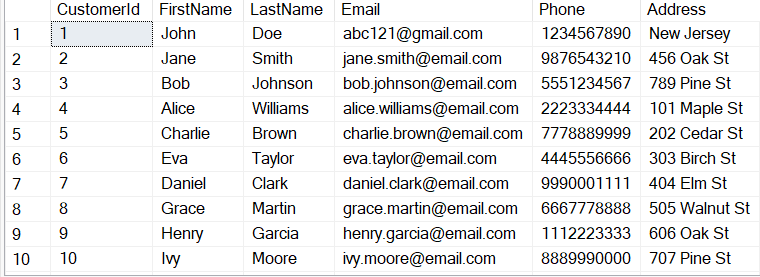 CustomerId FirstName LastName Email Phone Address
1 1 John Doe abc121@gmail.com 1234567890 New Jersey
2 2 Jane Smith jane.smith@email.com 9876543210 456 Oak St
3 3 Bob Johnson bob.johnson@email.com 5551234567 789 Pine St
4 4 Alice Williams alice.williams@email.com 2223334444 101 Maple St
5 5 Charlie Brown charlie.brown@email.com 7778889999 202 Cedar St
6 6 Eva Taylor eva.taylor@email.com 4445556666 303 Birch St
7 7 Daniel Clark daniel.clark@email.com 9990001111 404 Elm St
8 8 Grace Martin grace.martin@email.com 6667778888 505 Walnut St
9 9 Henry Garcia henry.garcia@email.com 1112223333 606 Oak St
10 10 Ivy Moore ivy.moore@email.com 8889990000 707 Pine St